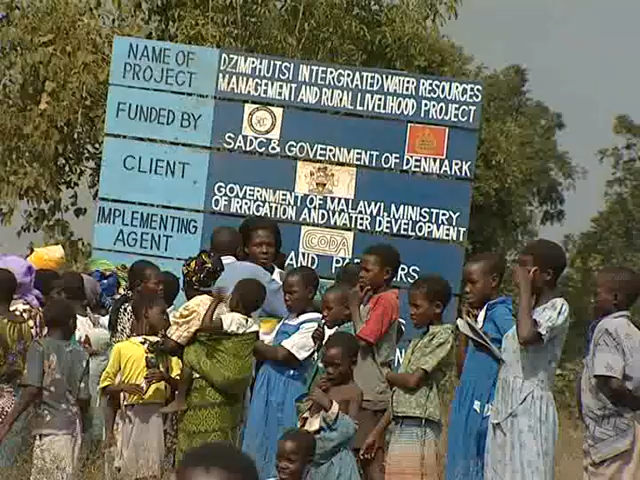 NAME OF
PROJECT
DZIMPHUTSI INTERGRATED WATER RESOURCES
MANAGEMENT AND RURAL LIVELIHOOD PROJECT
FUNDED BY
SADC & GOVERNMENT OF DENMARK
CLIENT
GOVERNMENT OF MALAWI, MINISTRY
OF IRRIGATION AND WATER DEVELOPMENT
IMPLEMENTING
AGENT
CODA
AND PARTNERS